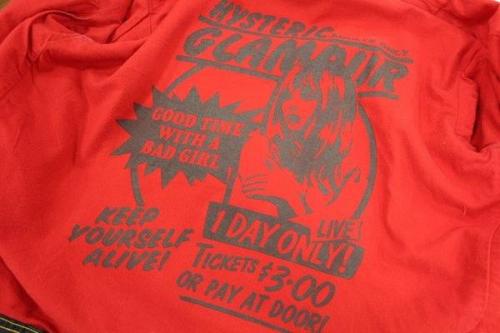 HYSTERIC
GLAMOUR
GOOD TIME
WITH A
BAD GIRL
KEEP
YOURSELF
ALIVE!
LIVE!
1 DAY ONLY!
TICKETS $3.00
OR PAY AT DOOR!